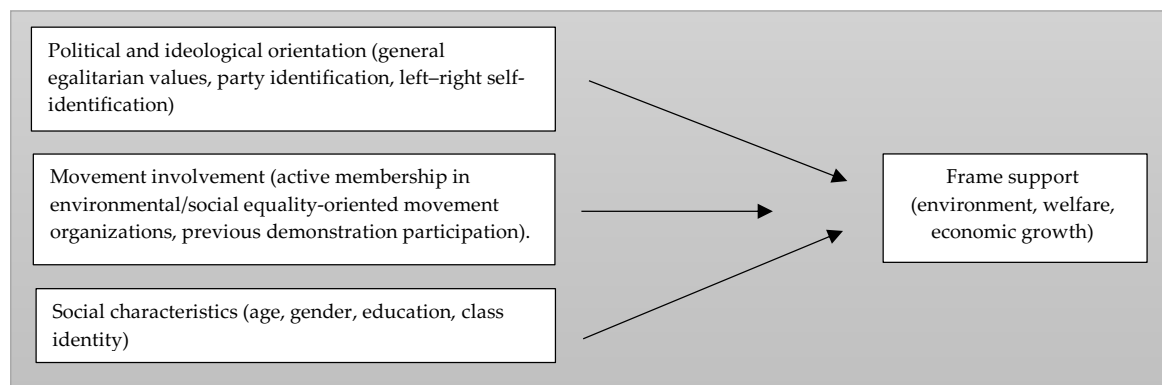 Political and ideological orientation (general
egalitarian values, party identification, left–right self-
identification)
Movement involvement (active membership in
environmental/social equality-oriented movement
organizations, previous demonstration participation).
Social characteristics (age, gender, education, class
identity)
Frame support
(environment, welfare,
economic growth)